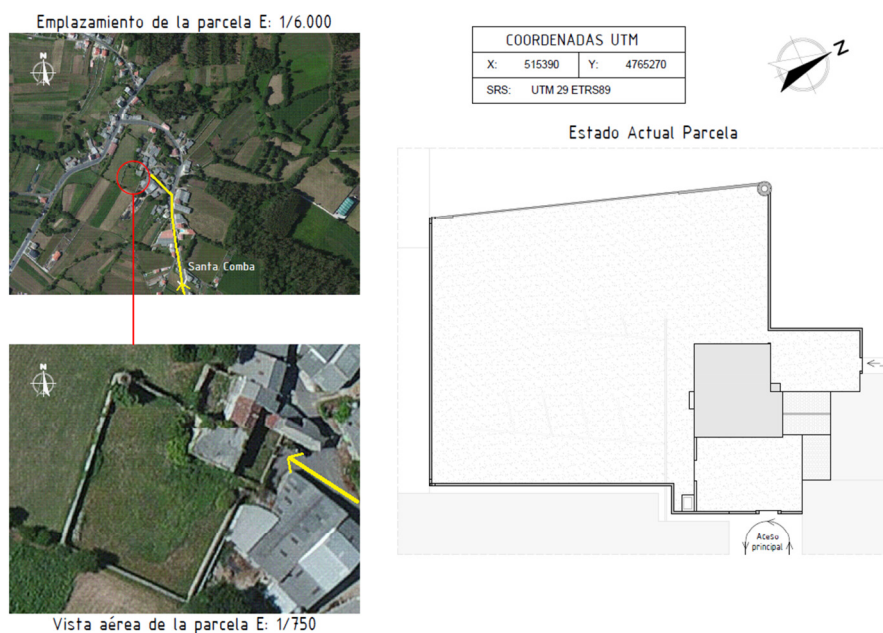 Emplazamiento de la parcela E: 1/6.000
N
Santa Comba
COORDENADAS UTM
X: 515390 Y: 4765270
SRS: UTM 29 ETRS89
N
Estado Actual Parcela
Aceso
principal
N
Vista aérea de la parcela E: 1/750